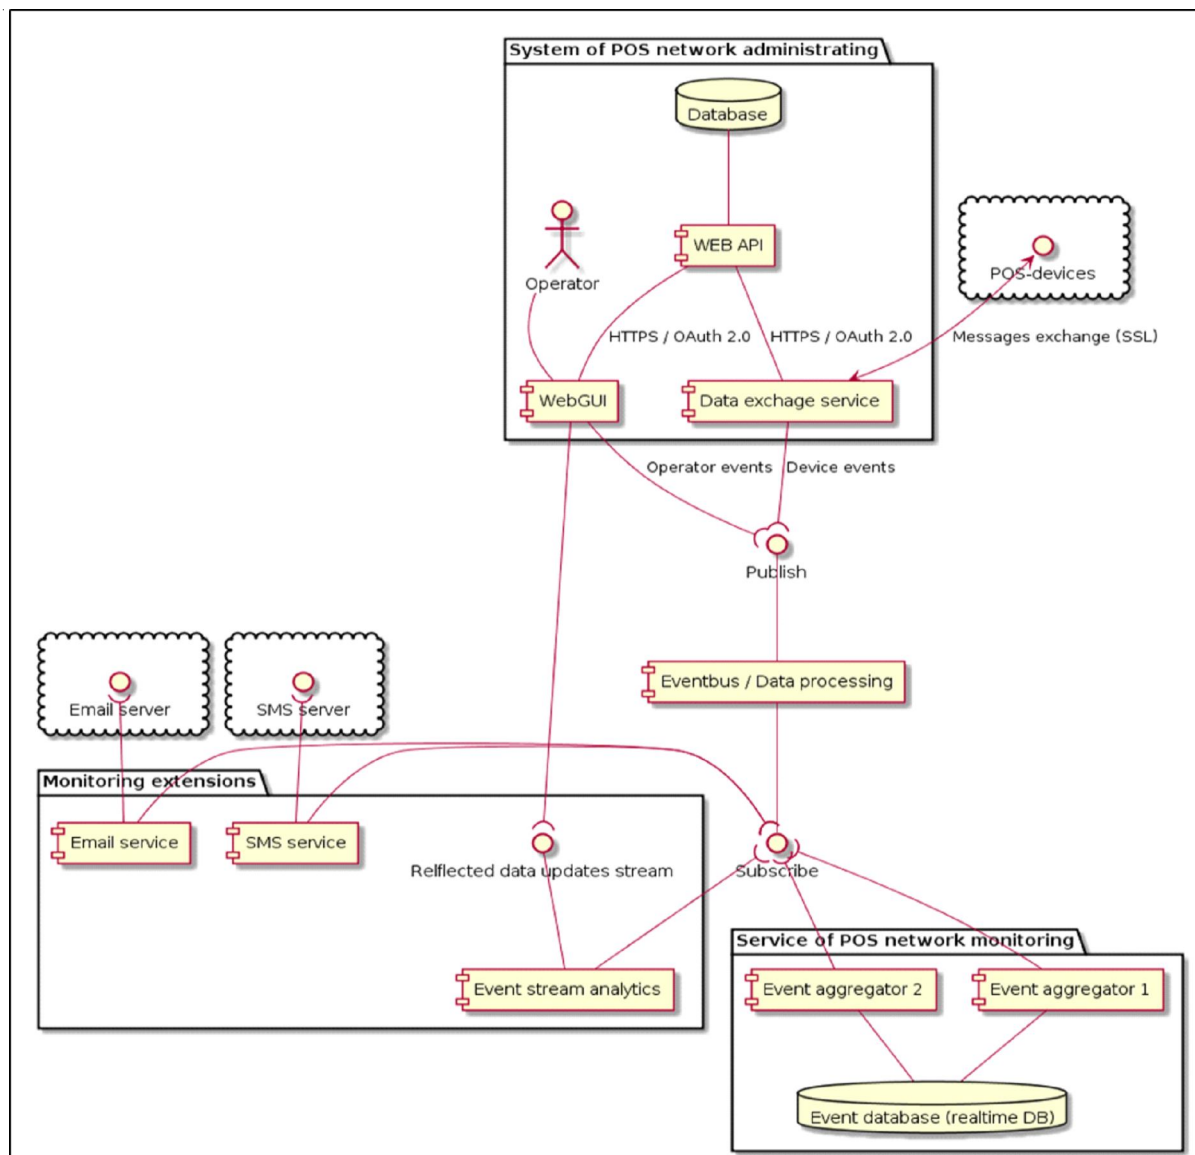 System of POS network administrating
Database
WEB API
POS-devices
Operator
HTTPS / OAuth 2.0
HTTPS / OAuth 2.0
Messages exchange (SSL)
WebGUI
Data exchage service
Operator events
Device events
Publish
Eventbus / Data processing
Email server
SMS server
Monitoring extensions
Email service
SMS service
Relflected data updates stream
Subscribe
Service of POS network monitoring
Event stream analytics
Event aggregator 2
Event aggregator 1
Event database (realtime DB)